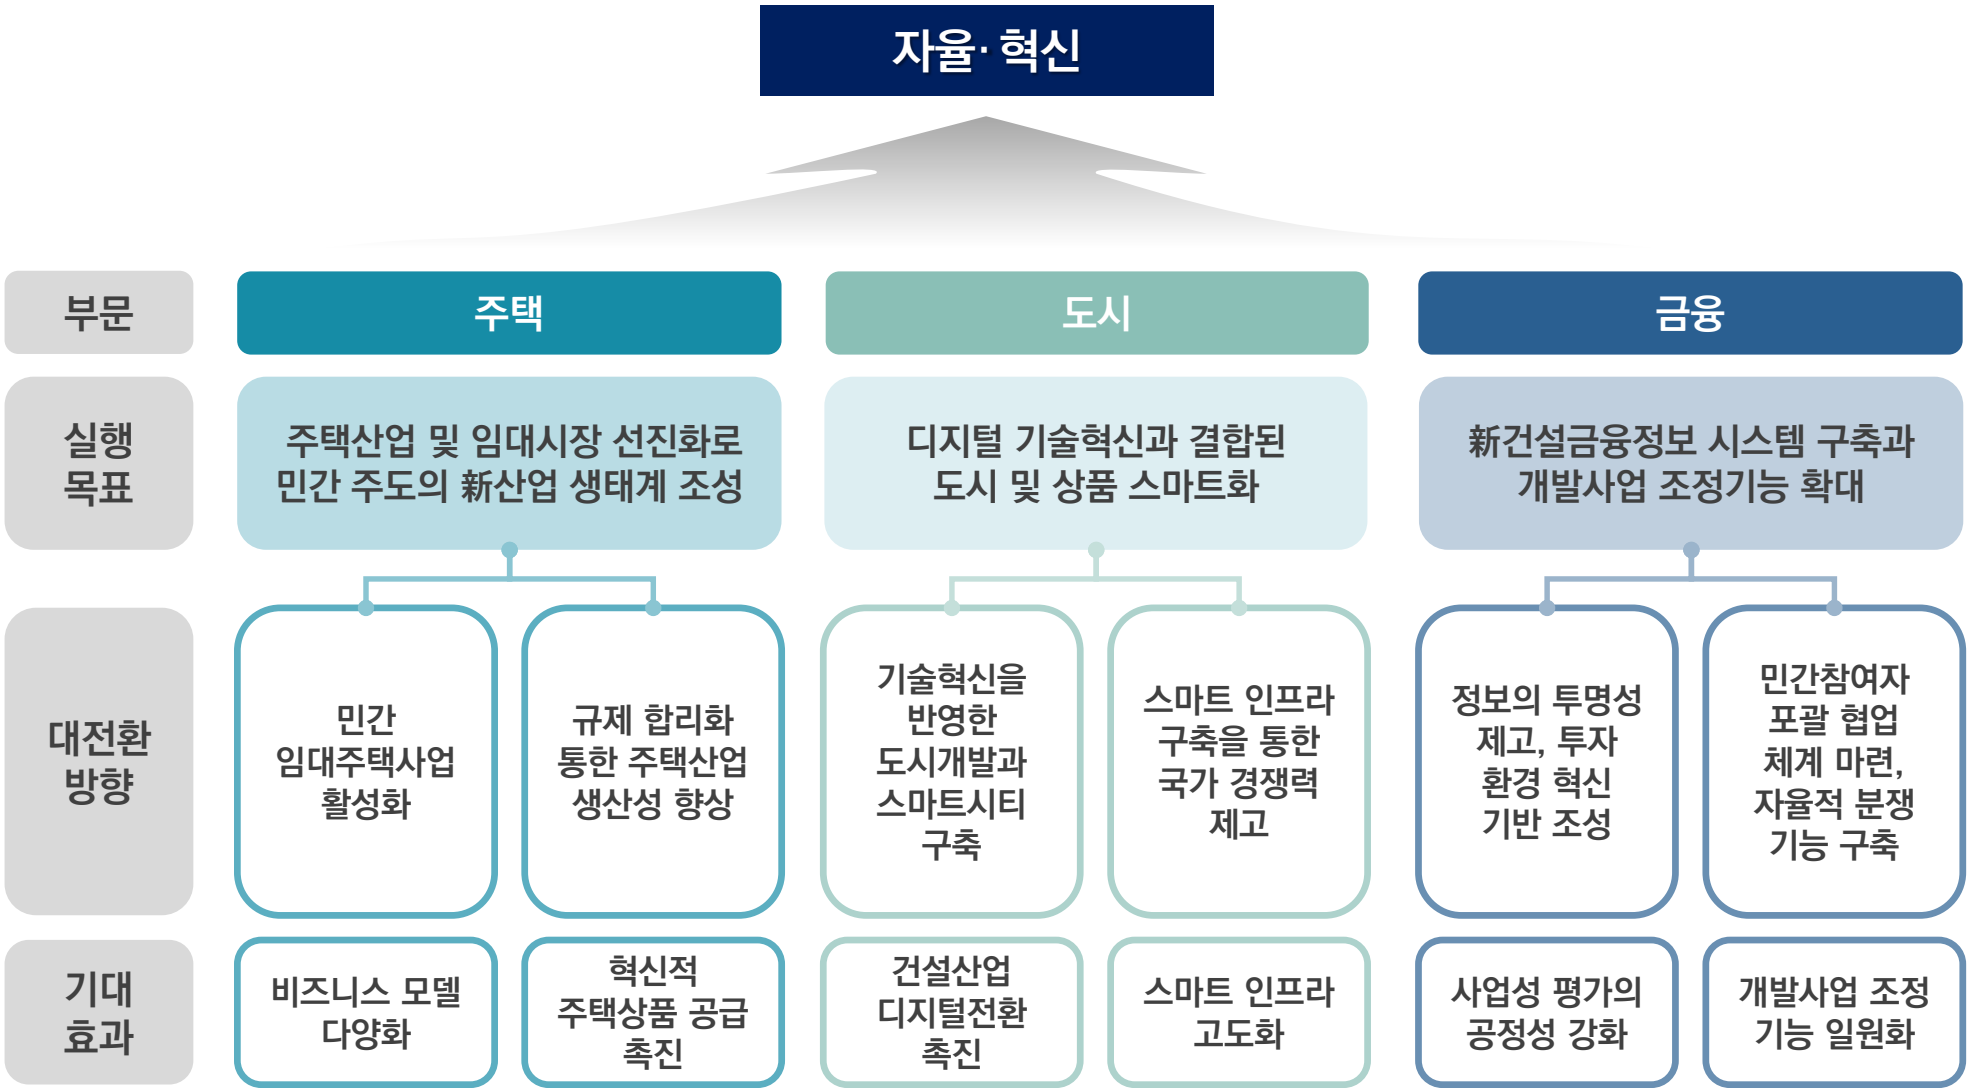 자율·혁신
부문
주택
도시
금융
실행
목표
주택산업 및 임대시장 선진화로
민간 주도의 新산업 생태계 조성
디지털 기술혁신과 결합된
도시 및 상품 스마트화
新건설금융정보 시스템 구축과
개발사업 조정기능 확대
대전환
방향
민간
임대주택사업
활성화
규제 합리화
통한 주택산업
생산성 향상
기술혁신을
반영한
도시개발과
스마트시티
구축
스마트 인프라
구축을 통한
국가 경쟁력
제고
정보의 투명성
제고, 투자
환경 혁신
기반 조성
민간참여자
포괄 협업
체계 마련,
자율적 분쟁
기능 구축
기대
효과
비즈니스 모델
다양화
혁신적
주택상품 공급
촉진
건설산업
디지털전환
촉진
스마트 인프라
고도화
사업성 평가의
공정성 강화
개발사업 조정
기능 일원화